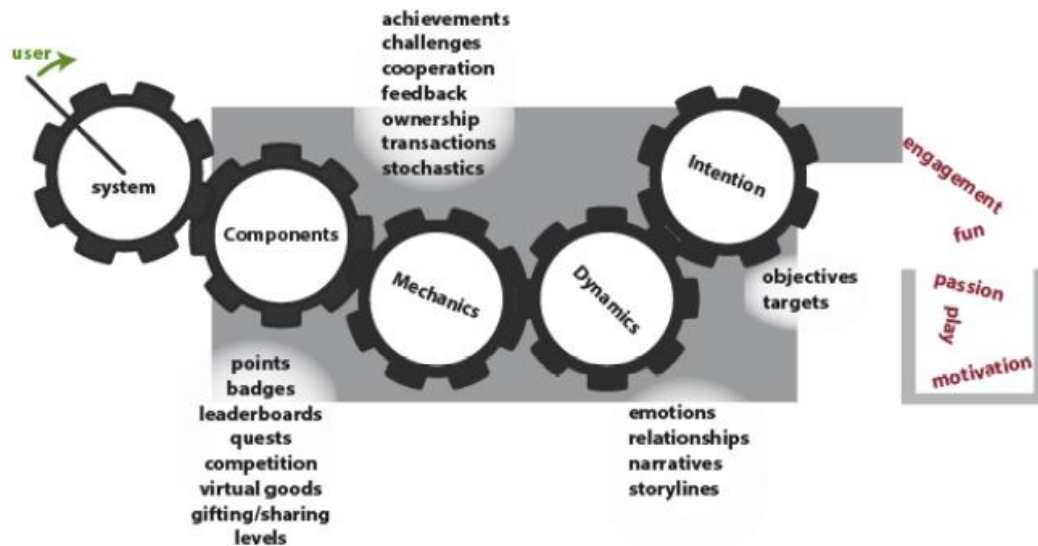 user
system
Components
Mechanics
Dynamics
Intention
achievements
challenges
cooperation
feedback
ownership
transactions
stochastics
points
badges
leaderboards
quests
competition
virtual goods
gifting/sharing
levels
emotions
relationships
narratives
storylines
objectives
targets
engagement
fun
passion
play
motivation